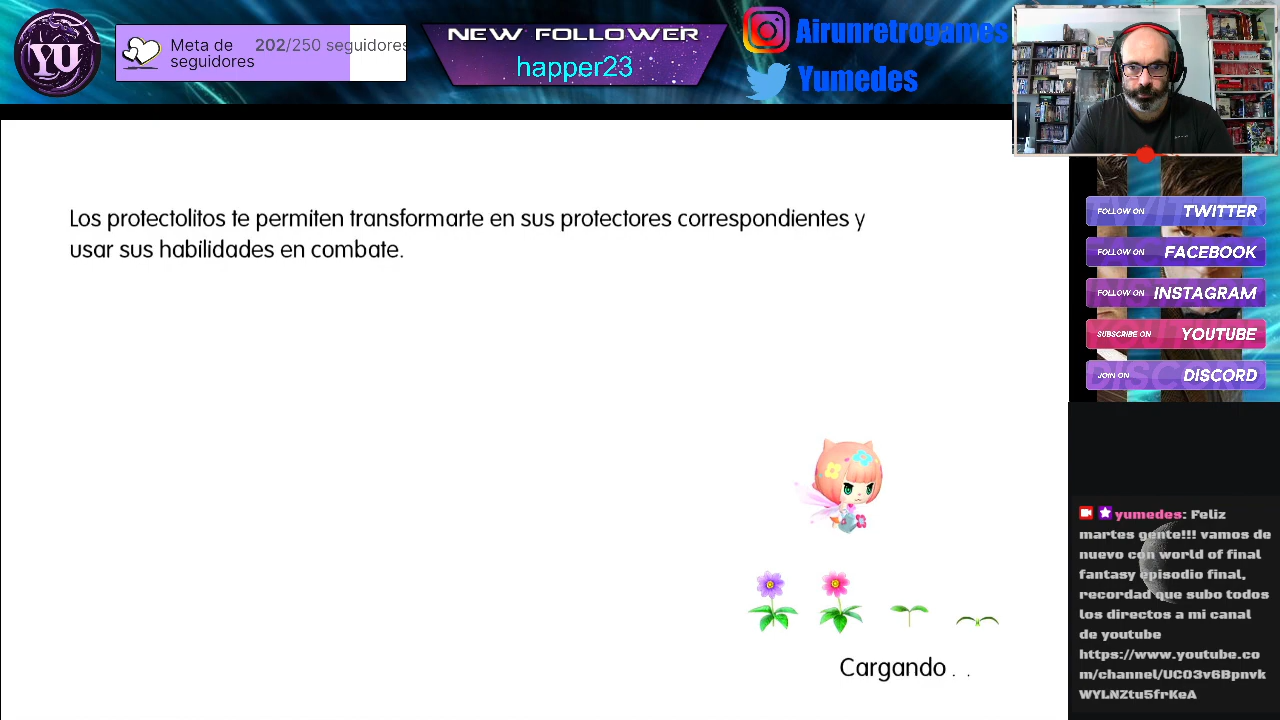 YU
Meta de
seguidores
202/250 seguidores
NEW FOLLOWER
happer23
Airunretrogames
Yumedes
Los protectolitos te permiten transformarte en sus protectores correspondientes y
usar sus habilidades en combate.
Cargando . .
FOLLOW ON TWITTER
FOLLOW ON FACEBOOK
FOLLOW ON INSTAGRAM
SUBSCRIBE ON YOUTUBE
JOIN ON DISCORD
yumedes: Feliz
martes gente!!! vamos de
nuevo con world of final
fantasy episodio final,
recordad que subo todos
los directos a mi canal
de youtube
https://www.youtube.co
m/channel/UC03v6Bpnvk
WYLNZtu5frKeA